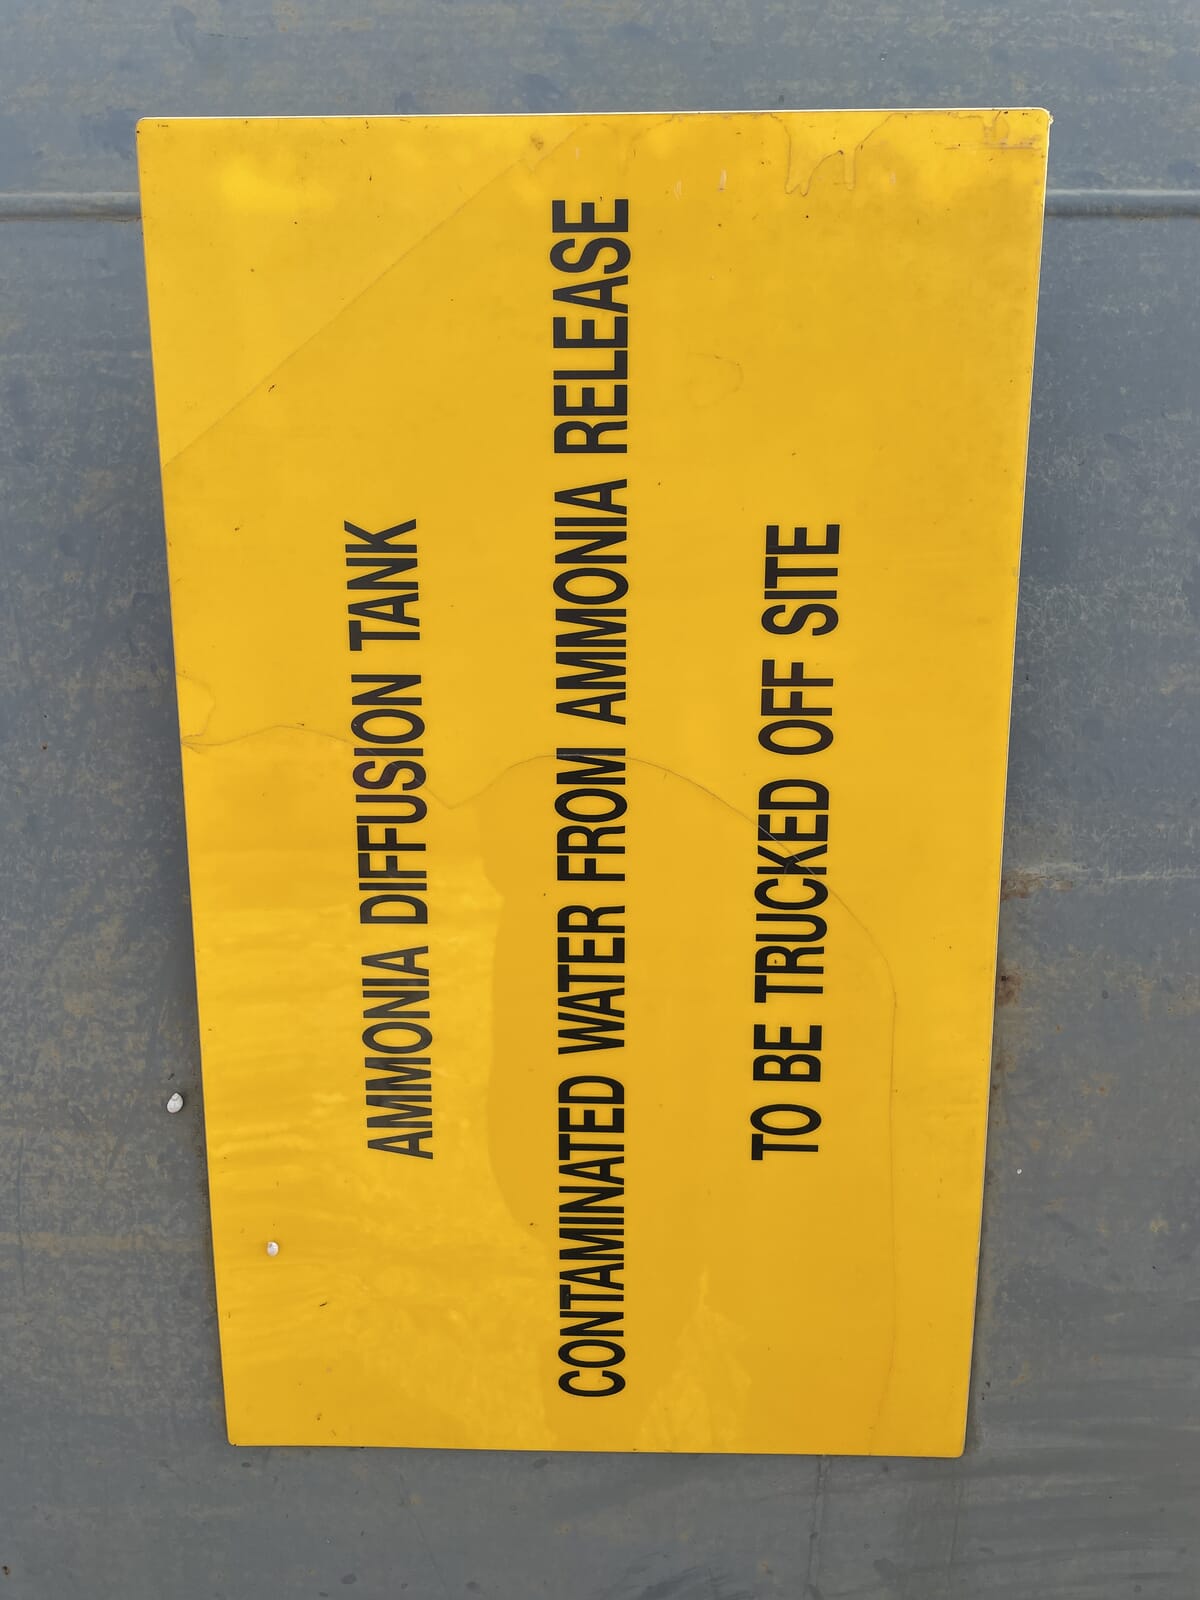 AMMONIA DIFFUSION TANK
CONTAMINATED WATER FROM AMMONIA RELEASE
TO BE TRUCKED OFF SITE